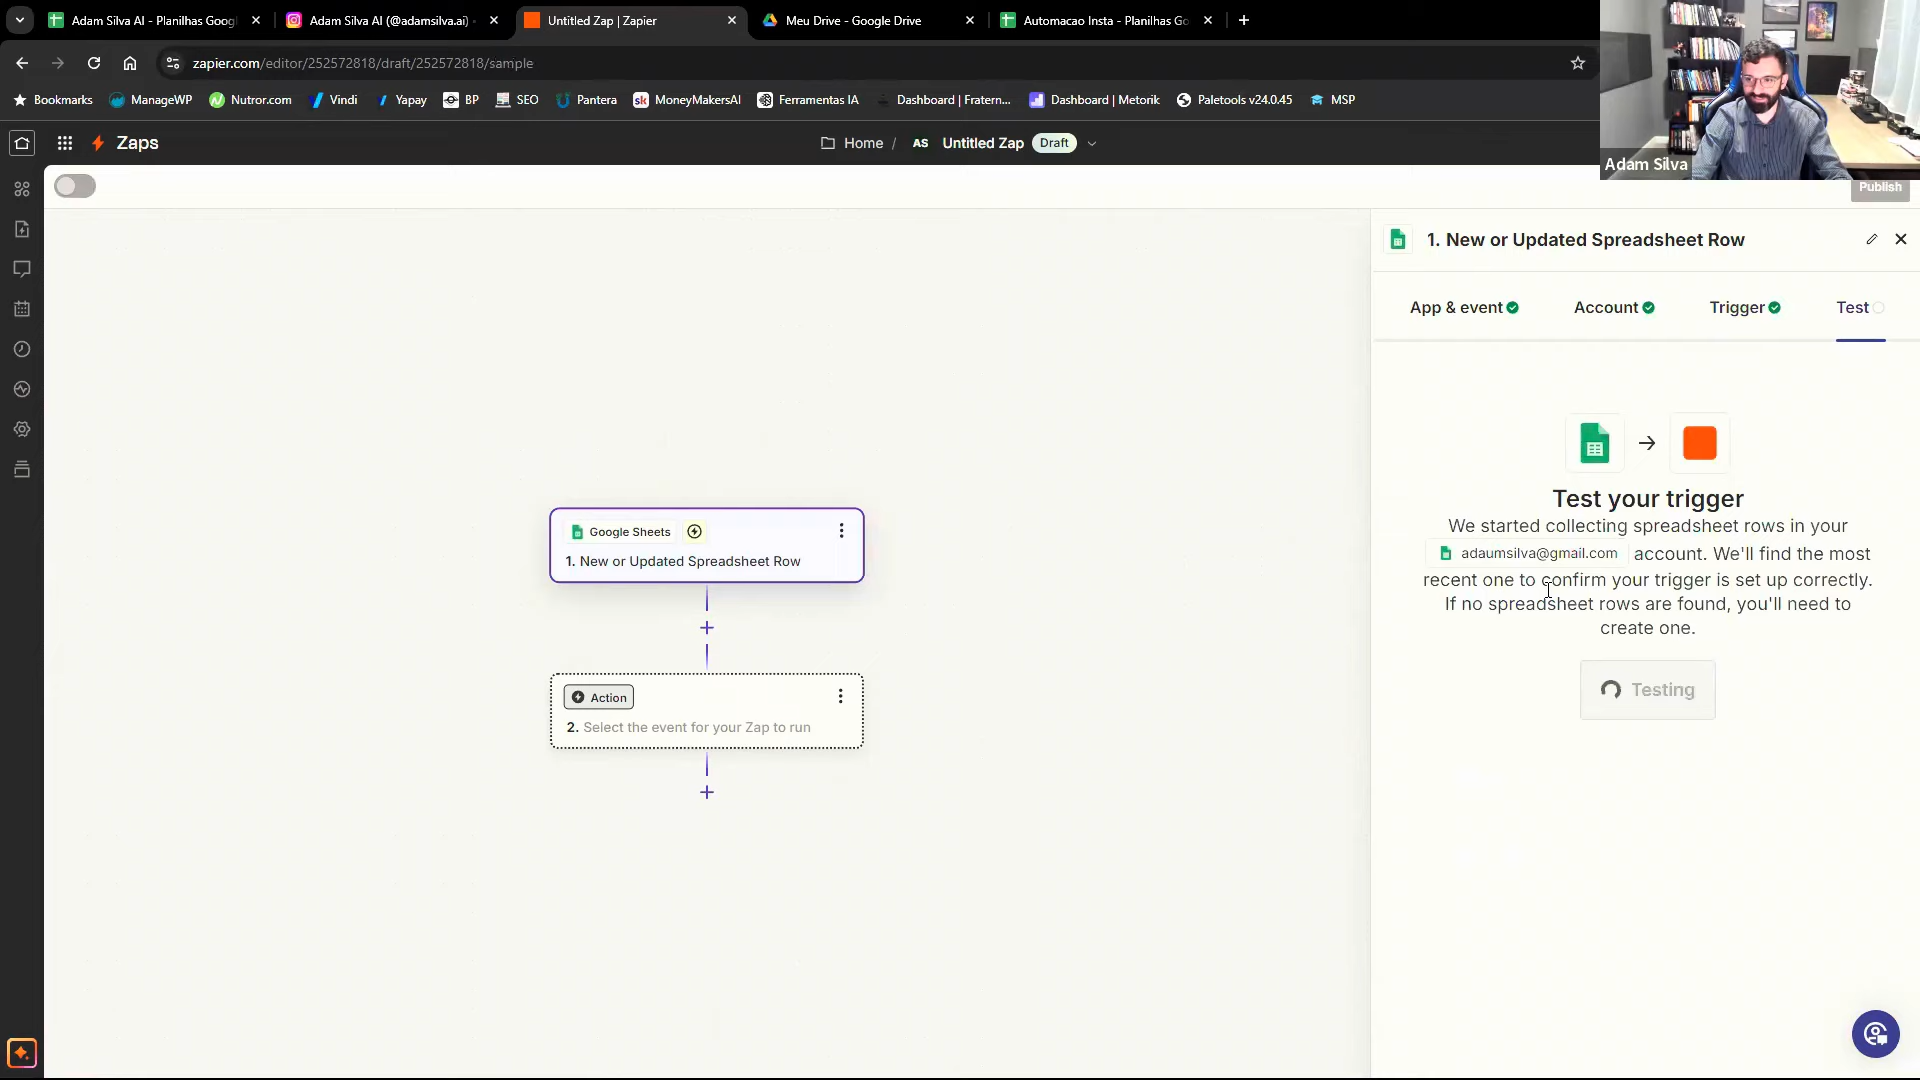 Adam Silva AI - Planilhas Goog
Adam Silva AI (@adamsilva.ai)
Untitled Zap | Zapier
Meu Drive - Google Drive
Automacao Insta - Planilhas Go
zapier.com/editor/252572818/draft/252572818/sample
Bookmarks
ManageWP
Nutror.com
Vindi
Yapay
BP
SEO
Pantera
MoneyMakersAI
Ferramentas IA
Dashboard | Fratern...
Dashboard | Metorik
Paletools v24.0.45
MSP
Adam Silva
Zaps
Home / AS Untitled Zap Draft
Publish
1. New or Updated Spreadsheet Row
App & event
Account
Trigger
Test
Test your trigger
We started collecting spreadsheet rows in your
adaumsilva@gmail.com account. We'll find the most
recent one to confirm your trigger is set up correctly.
If no spreadsheet rows are found, you'll need to
create one.
Testing
Google Sheets
1. New or Updated Spreadsheet Row
Action
2. Select the event for your Zap to run